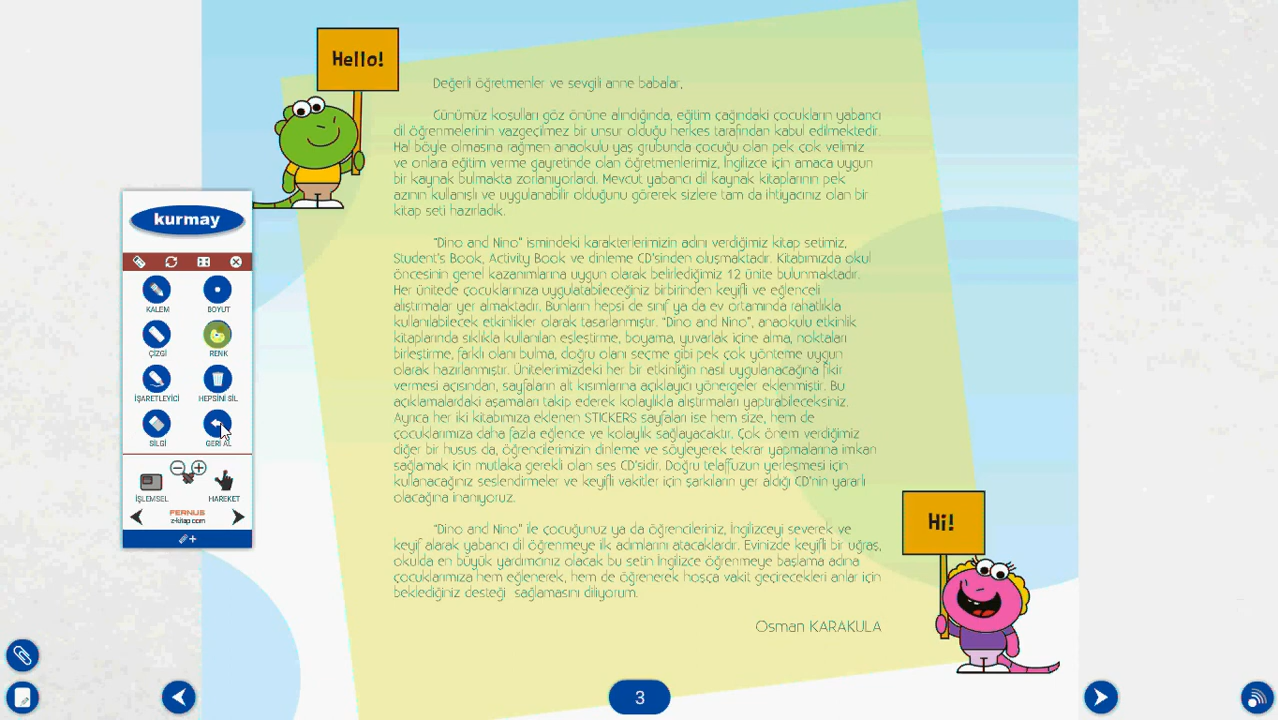 Hello!
Değerli öğretmenler ve sevgili anne babalar,
Günümüz koşulları göz önüne alındığında, eğitim çağındaki çocukların yabancı
dil öğrenmelerinin vazgeçilmez bir unsur olduğu herkes tarafından kabul edilmektedir.
Hal böyle olmasına rağmen anaokulu yaş grubunda çocuğu olan pek çok velimiz
ve onlara eğitim verme gayretinde olan öğretmenlerimiz, İngilizce için amaca uygun
bir kaynak bulmakta zorlanıyorlardı. Mevcut yabancı dil kaynak kitaplarının pek
azının kullanışlı ve uygulanabilir olduğunu görerek sizlere tam da ihtiyacınız olan bir
kitap seti hazırladık.
"Dino and Nino" ismindeki karakterlerimizin adını verdiğimiz kitap setimiz,
Student's Book, Activity Book ve dinleme CD'sinden oluşmaktadır. Kitabımızda okul
öncesinin genel kazanımlarına uygun olarak belirlediğimiz 12 ünite bulunmaktadır.
Her ünitede çocuklarınıza uygulatabileceğiniz birbirinden keyifli ve eğlenceli
alıştırmalar yer almaktadır. Bunların hepsi de sınıf ya da ev ortamında rahatlıkla
kullanılabilecek etkinlikler olarak tasarlanmıştır. "Dino and Nino", anaokulu etkinlik
kitaplarında sıklıkla kullanılan eşleştirme, boyama, yuvarlak içine alma, noktaları
birleştirme, farklı olanı bulma, doğru olanı seçme gibi pek çok yönteme uygun
olarak hazırlanmıştır. Ünitelerimizdeki her bir etkinliğin nasıl uygulanacağına fikir
vermesi açısından, sayfaların alt kısımlarına açıklayıcı yönergeler eklenmiştir. Bu
açıklamalardaki aşamaları takip ederek kolaylıkla alıştırmaları yaptırabileceksiniz.
Ayrıca her iki kitabımıza eklenen STICKERS sayfaları ise hem size, hem de
çocuklarımıza daha fazla eğlence ve kolaylık sağlayacaktır. Çok önem verdiğimiz
diğer bir husus da, öğrencilerimizin dinleme ve söyleyerek tekrar yapmalarına imkan
sağlamak için mutlaka gerekli olan ses CD'sidir. Doğru telaffuzun yerleşmesi için
kullanacağınız seslendirmeler ve keyifli vakitler için şarkıların yer aldığı CD'nin yararlı
olacağına inanıyoruz.
"Dino and Nino" ile çocuğunuz ya da öğrencileriniz, İngilizceyi severek ve
keyif alarak yabancı dil öğrenmeye ilk adımlarını atacaklardır. Evinizde keyifli bir uğraş,
okulda en büyük yardımcınız olacak bu setin İngilizce öğrenmeye başlama adına
çocuklarımıza hem eğlenerek, hem de öğrenerek hoşça vakit geçirecekleri anlar için
beklediğiniz desteği sağlamasını diliyorum.
Osman KARAKULA
Hi!
kurmay
KALEM
BOYUT
ÇİZGİ
RENK
İŞARETLEYİCİ
HEPSİNİ SİL
SİLGİ
GERİ AL
İŞLEMSEL
HAREKET
FERNUS
z-kitap.com
3